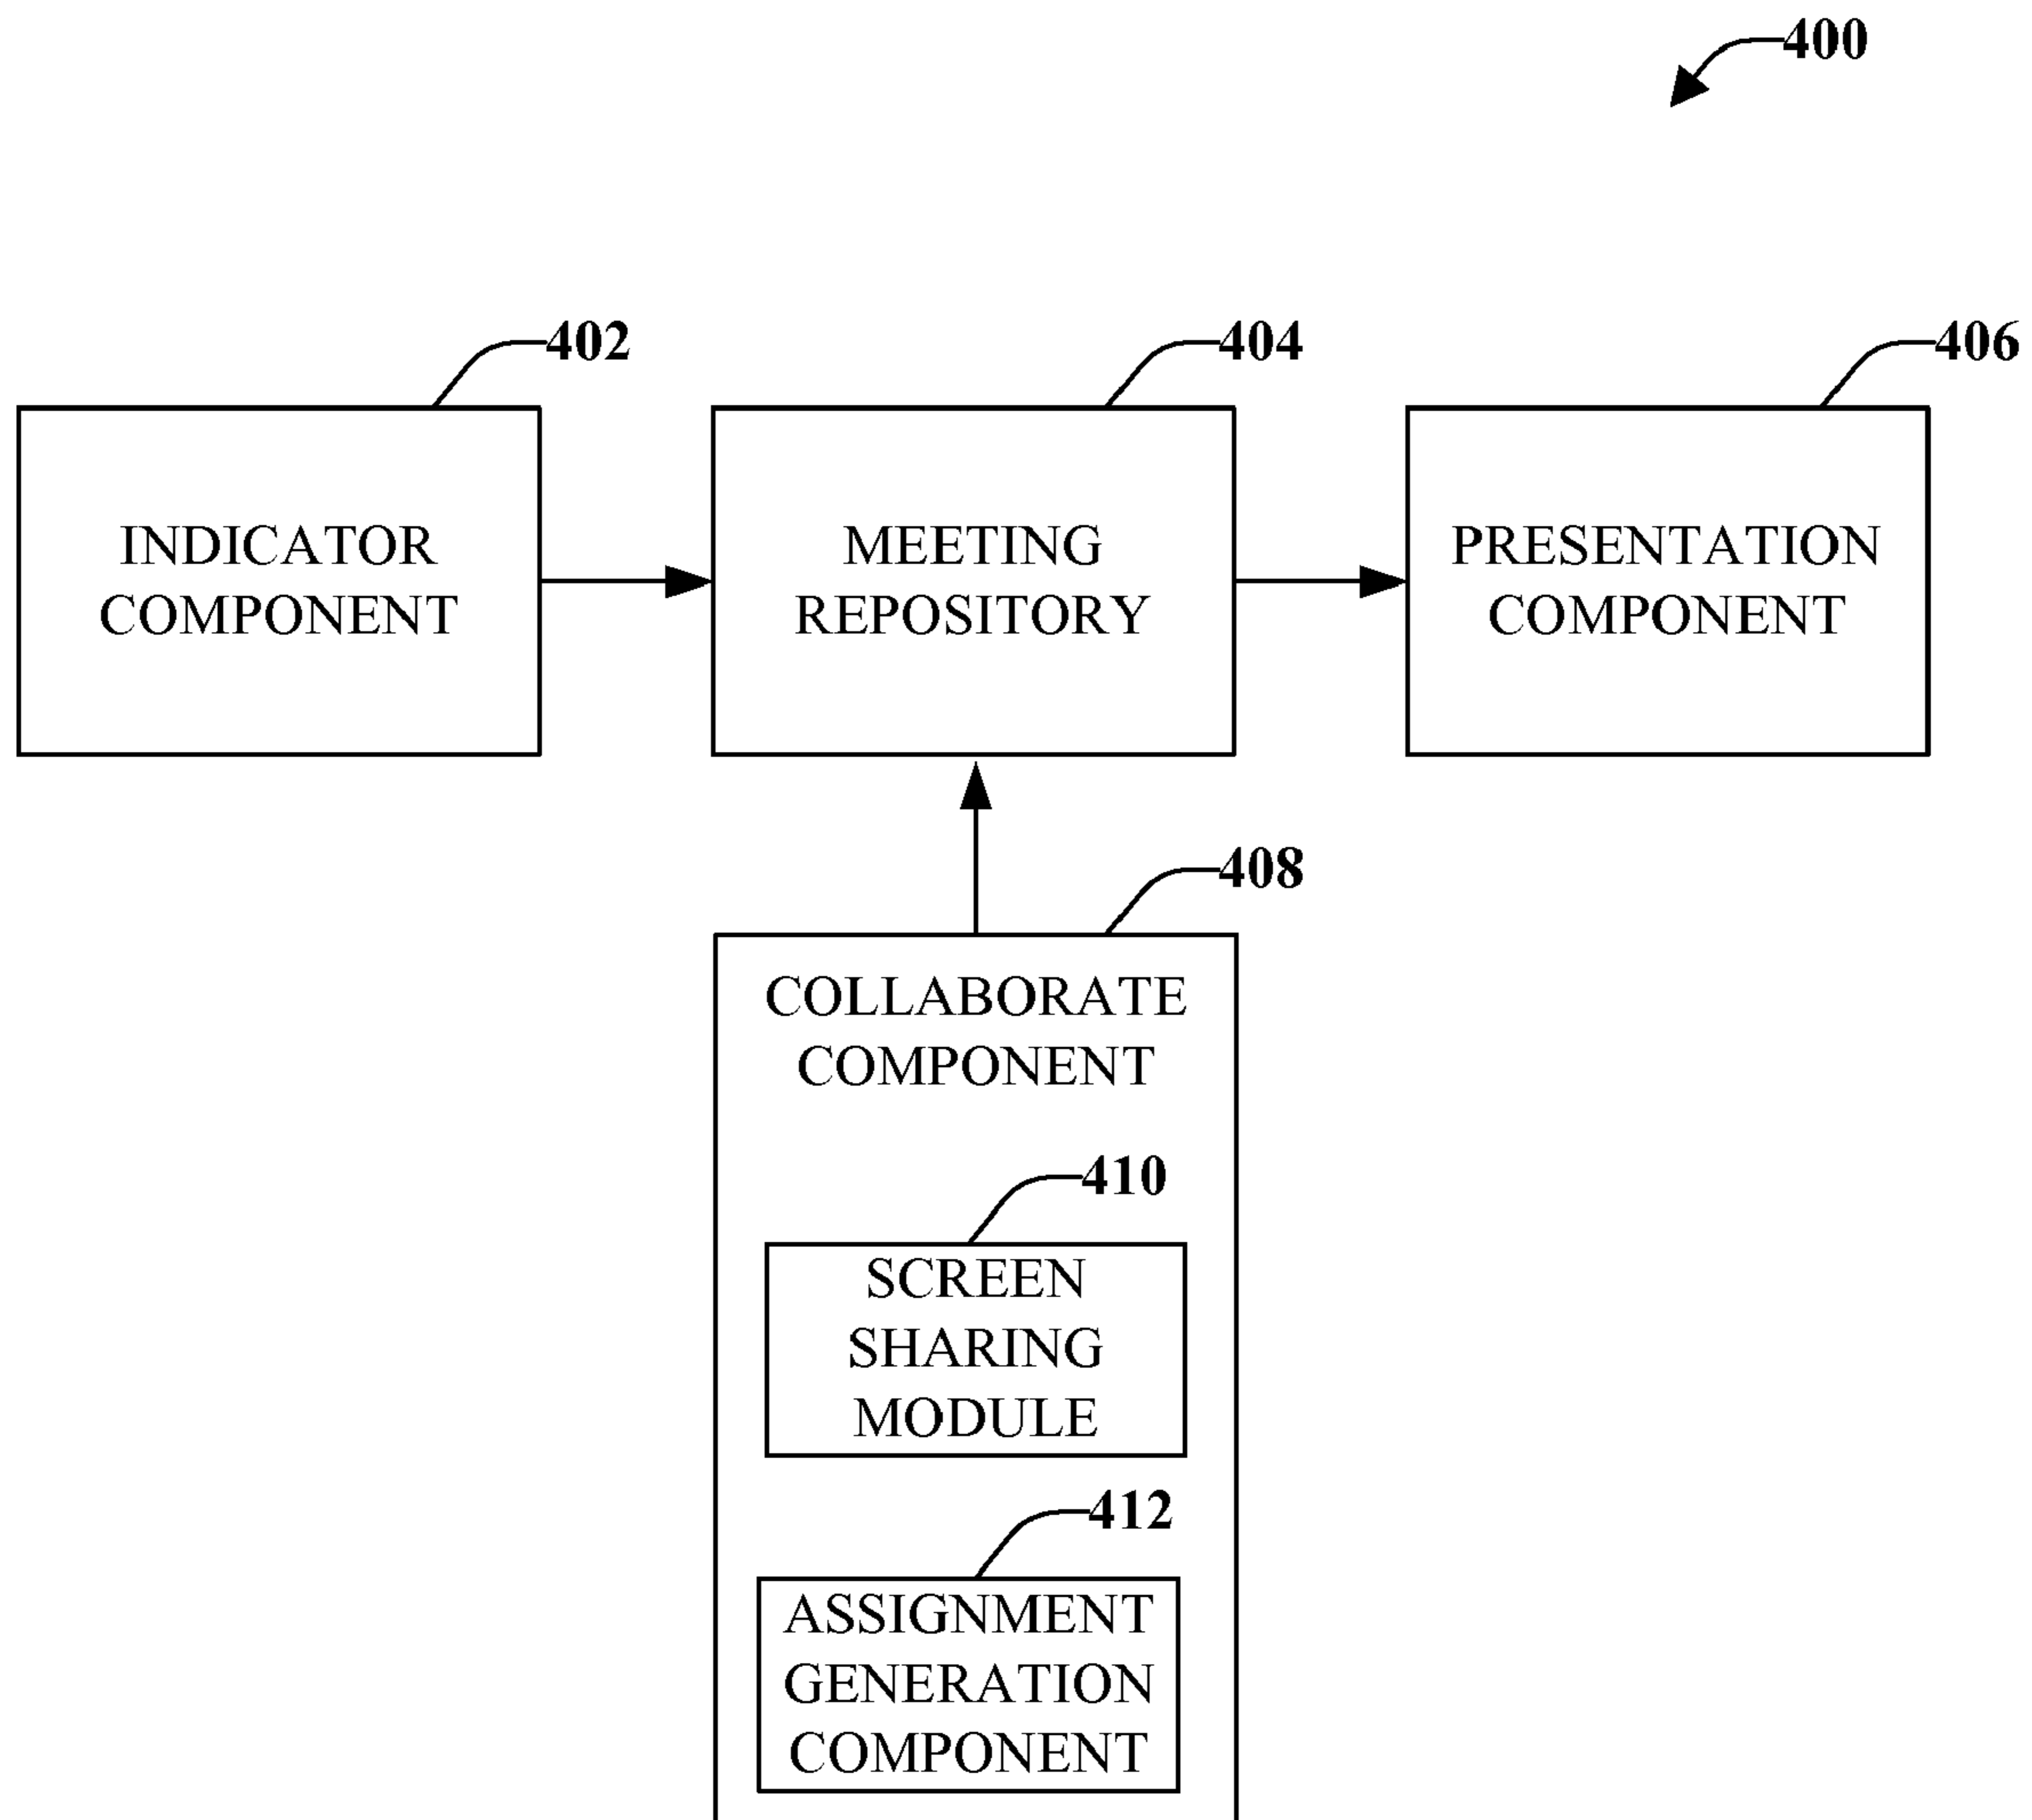 400
402
404
406
INDICATOR
COMPONENT
MEETING
REPOSITORY
PRESENTATION
COMPONENT
408
COLLABORATE
COMPONENT
410
SCREEN
SHARING
MODULE
412
ASSIGNMENT
GENERATION
COMPONENT